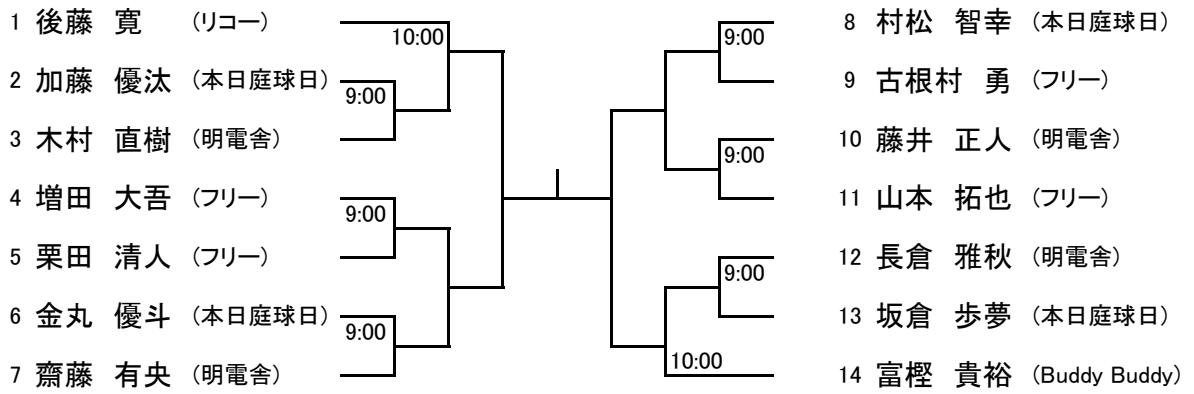 1 後藤 寛 （リコー）
10:00
2 加藤 優汰 （本日庭球日）
9:00
3 木村 直樹 （明電舎）
4 増田 大吾 （フリー）
9:00
5 栗田 清人 （フリー）
6 金丸 優斗 （本日庭球日）
9:00
7 齋藤 有央 （明電舎）
8 村松 智幸 （本日庭球日）
9:00
9 古根村 勇 （フリー）
10 藤井 正人 （明電舎）
9:00
11 山本 拓也 （フリー）
12 長倉 雅秋 （明電舎）
9:00
13 坂倉 歩夢 （本日庭球日）
10:00
14 富樫 貴裕 （Buddy Buddy）